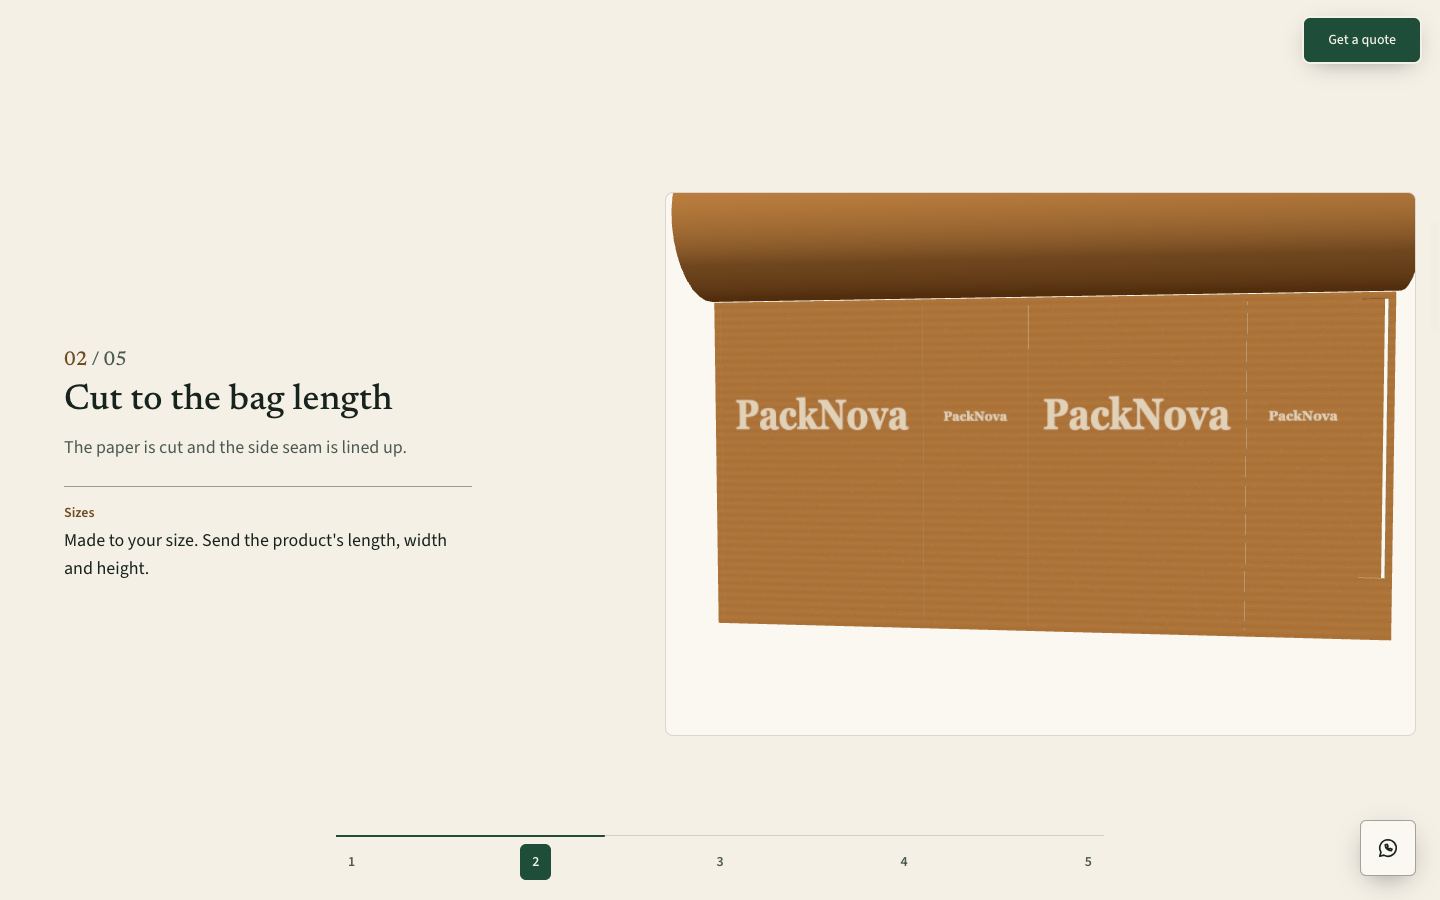 Get a quote
02 / 05
Cut to the bag length
The paper is cut and the side seam is lined up.
Sizes
Made to your size. Send the product's length, width
and height.
PackNova PackNova PackNova PackNova
1 2 3 4 5